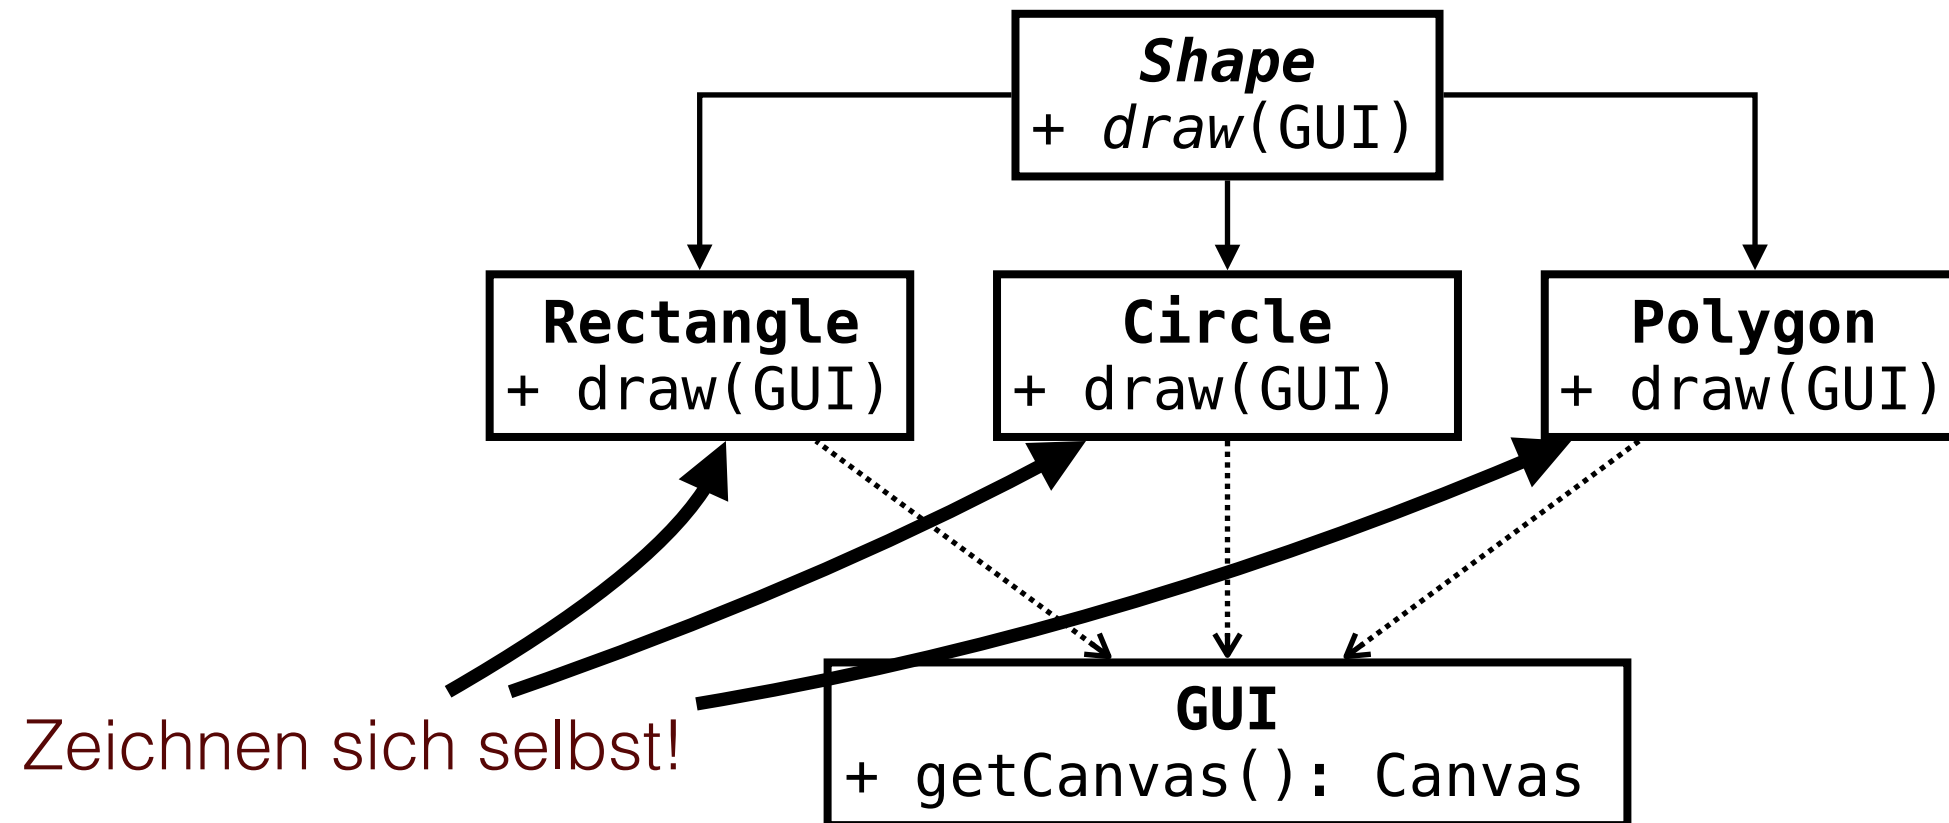 Shape
+ draw(GUI)
Rectangle
+ draw(GUI)
Circle
+ draw(GUI)
Polygon
+ draw(GUI)
Zeichnen sich selbst!
GUI
+ getCanvas(): Canvas